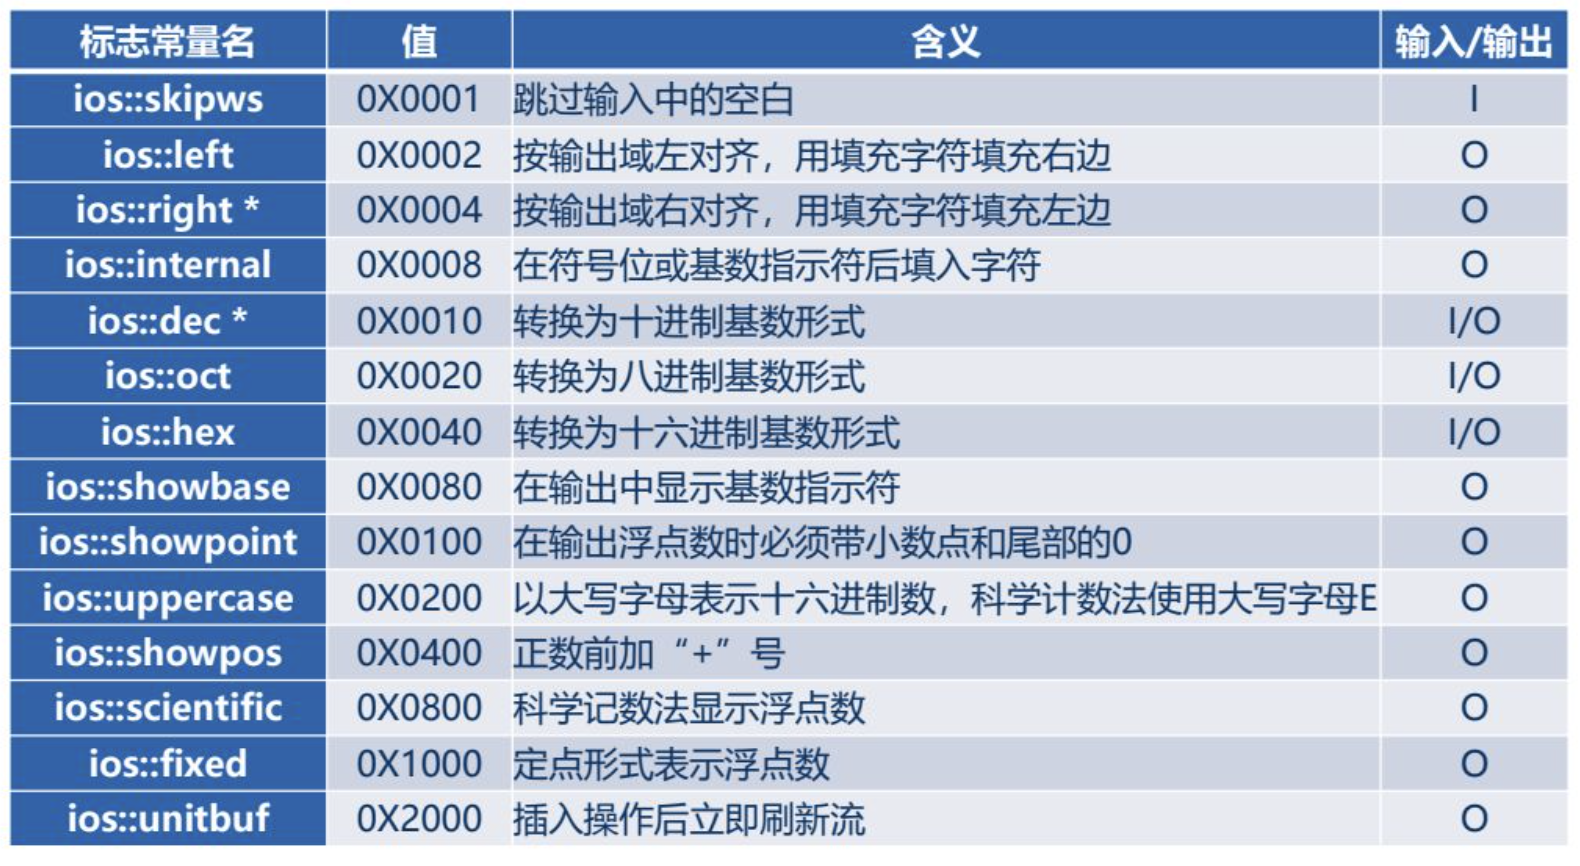 标志常量名 值 含义 输入/输出
ios::skipws 0X0001 跳过输入中的空白 I
ios::left 0X0002 按输出域左对齐，用填充字符填充右边 O
ios::right * 0X0004 按输出域右对齐，用填充字符填充左边 O
ios::internal 0X0008 在符号位或基数指示符后填入字符 O
ios::dec * 0X0010 转换为十进制基数形式 I/O
ios::oct 0X0020 转换为八进制基数形式 I/O
ios::hex 0X0040 转换为十六进制基数形式 I/O
ios::showbase 0X0080 在输出中显示基数指示符 O
ios::showpoint 0X0100 在输出浮点数时必须带小数点和尾部的0 O
ios::uppercase 0X0200 以大写字母表示十六进制数，科学计数法使用大写字母E O
ios::showpos 0X0400 正数前加“+”号 O
ios::scientific 0X0800 科学记数法显示浮点数 O
ios::fixed 0X1000 定点形式表示浮点数 O
ios::unitbuf 0X2000 插入操作后立即刷新流 O